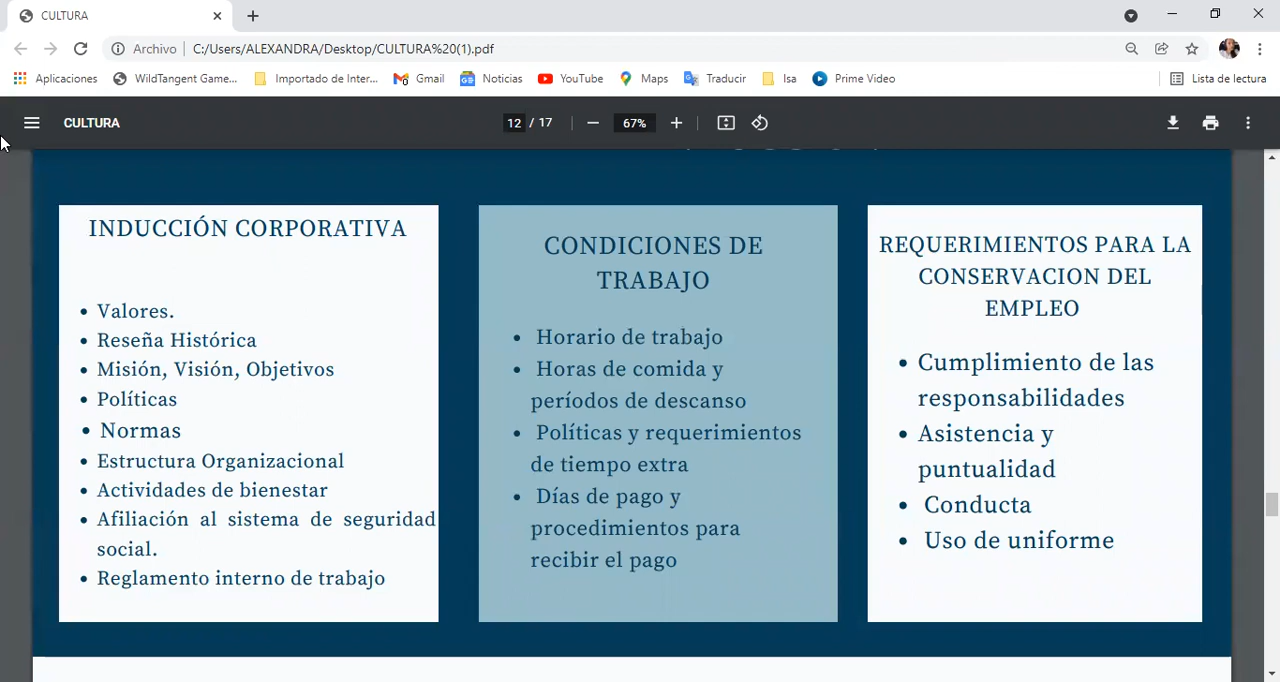 CULTURA
Archivo
C:/Users/ALEXANDRA/Desktop/CULTURA%20(1).pdf
Aplicaciones
WildTangent Game...
Importado de Inter...
Gmail
Noticias
YouTube
Maps
Traducir
Isa
Prime Video
Lista de lectura
CULTURA
12 / 17
67%
INDUCCIÓN CORPORATIVA
• Valores.
• Reseña Histórica
• Misión, Visión, Objetivos
• Políticas
• Normas
• Estructura Organizacional
• Actividades de bienestar
• Afiliación al sistema de seguridad
social.
• Reglamento interno de trabajo
CONDICIONES DE
TRABAJO
• Horario de trabajo
• Horas de comida y
períodos de descanso
• Políticas y requerimientos
de tiempo extra
• Días de pago y
procedimientos para
recibir el pago
REQUERIMIENTOS PARA LA
CONSERVACION DEL
EMPLEO
• Cumplimiento de las
responsabilidades
• Asistencia y
puntualidad
• Conducta
• Uso de uniforme